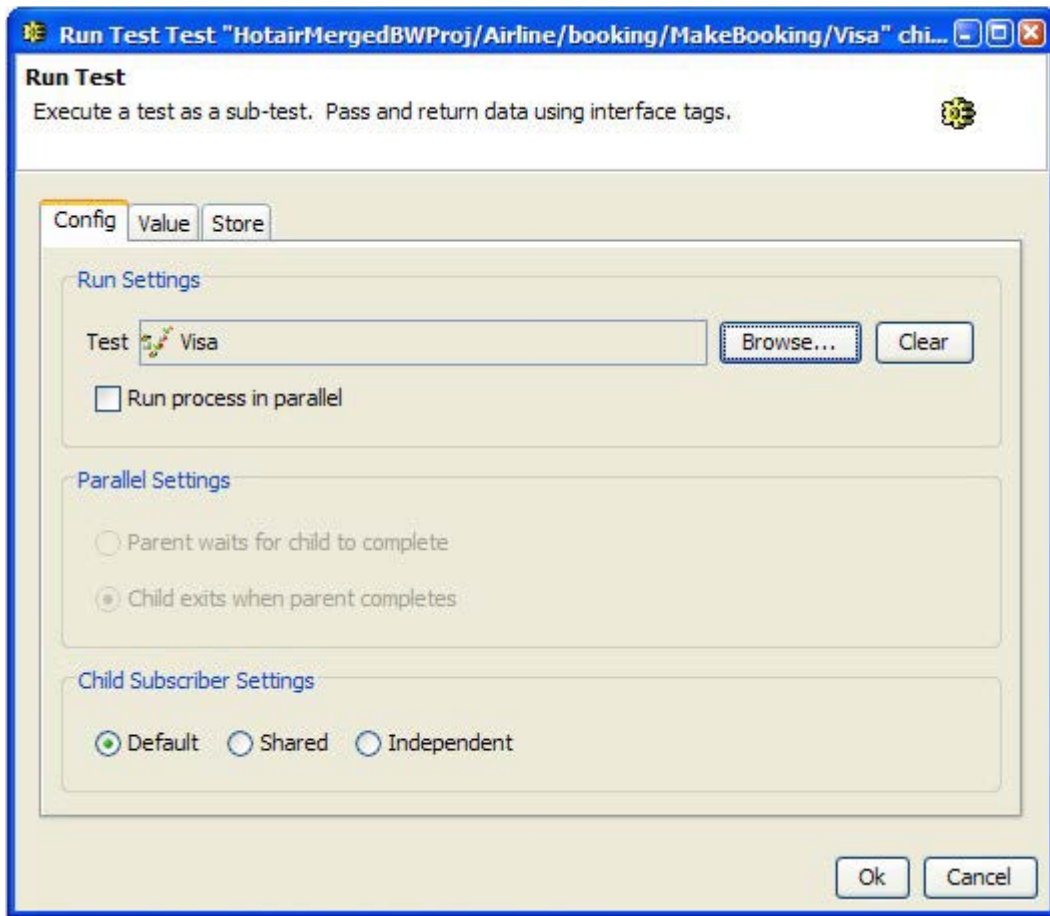 Run Test Test "HotairMergedBWProj/Airline/booking/MakeBooking/Visa" chi...
Run Test
Execute a test as a sub-test. Pass and return data using interface tags.
Config Value Store
Run Settings
Test Visa Browse... Clear
Run process in parallel
Parallel Settings
Parent waits for child to complete
Child exits when parent completes
Child Subscriber Settings
Default Shared Independent
Ok Cancel